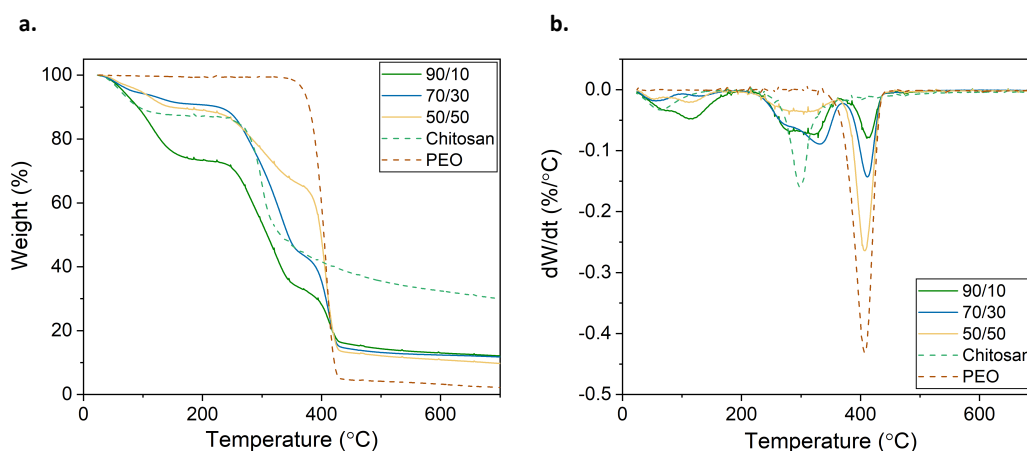 a.
b.
100
80
60
40
20
0
Weight (%)
0
200
400
600
Temperature (°C)
90/10
70/30
50/50
Chitosan
PEO
0.0
-0.1
-0.2
-0.3
-0.4
-0.5
dW/dt (%/°C)
0
200
400
600
Temperature (°C)
90/10
70/30
50/50
Chitosan
PEO